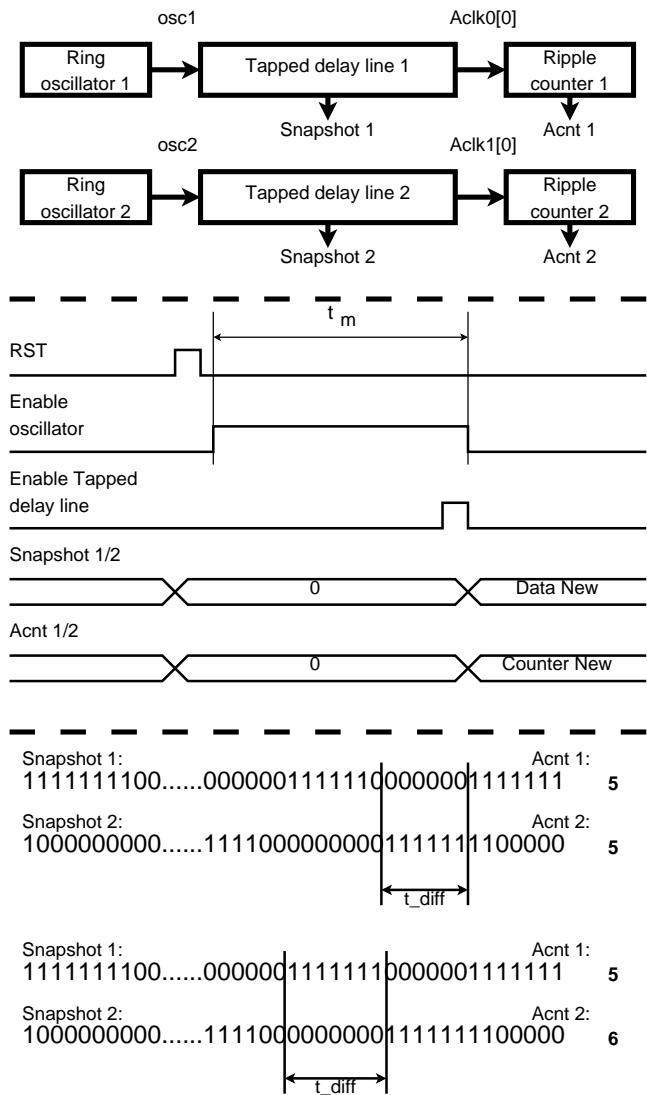 osc1
Aclk0[0]
Ring oscillator 1
Tapped delay line 1
Ripple counter 1
Snapshot 1
Acnt 1
osc2
Aclk1[0]
Ring oscillator 2
Tapped delay line 2
Ripple counter 2
Snapshot 2
Acnt 2
t m
RST
Enable
oscillator
Enable Tapped
delay line
Snapshot 1/2
0
Data New
Acnt 1/2
0
Counter New
Snapshot 1:
Acnt 1:
1111111100......00000011111100000001111111
5
Snapshot 2:
Acnt 2:
1000000000......11110000000001111111100000
5
t_diff
Snapshot 1:
Acnt 1:
1111111100......00000011111110000001111111
5
Snapshot 2:
Acnt 2:
1000000000......11110000000001111111100000
6
t_diff